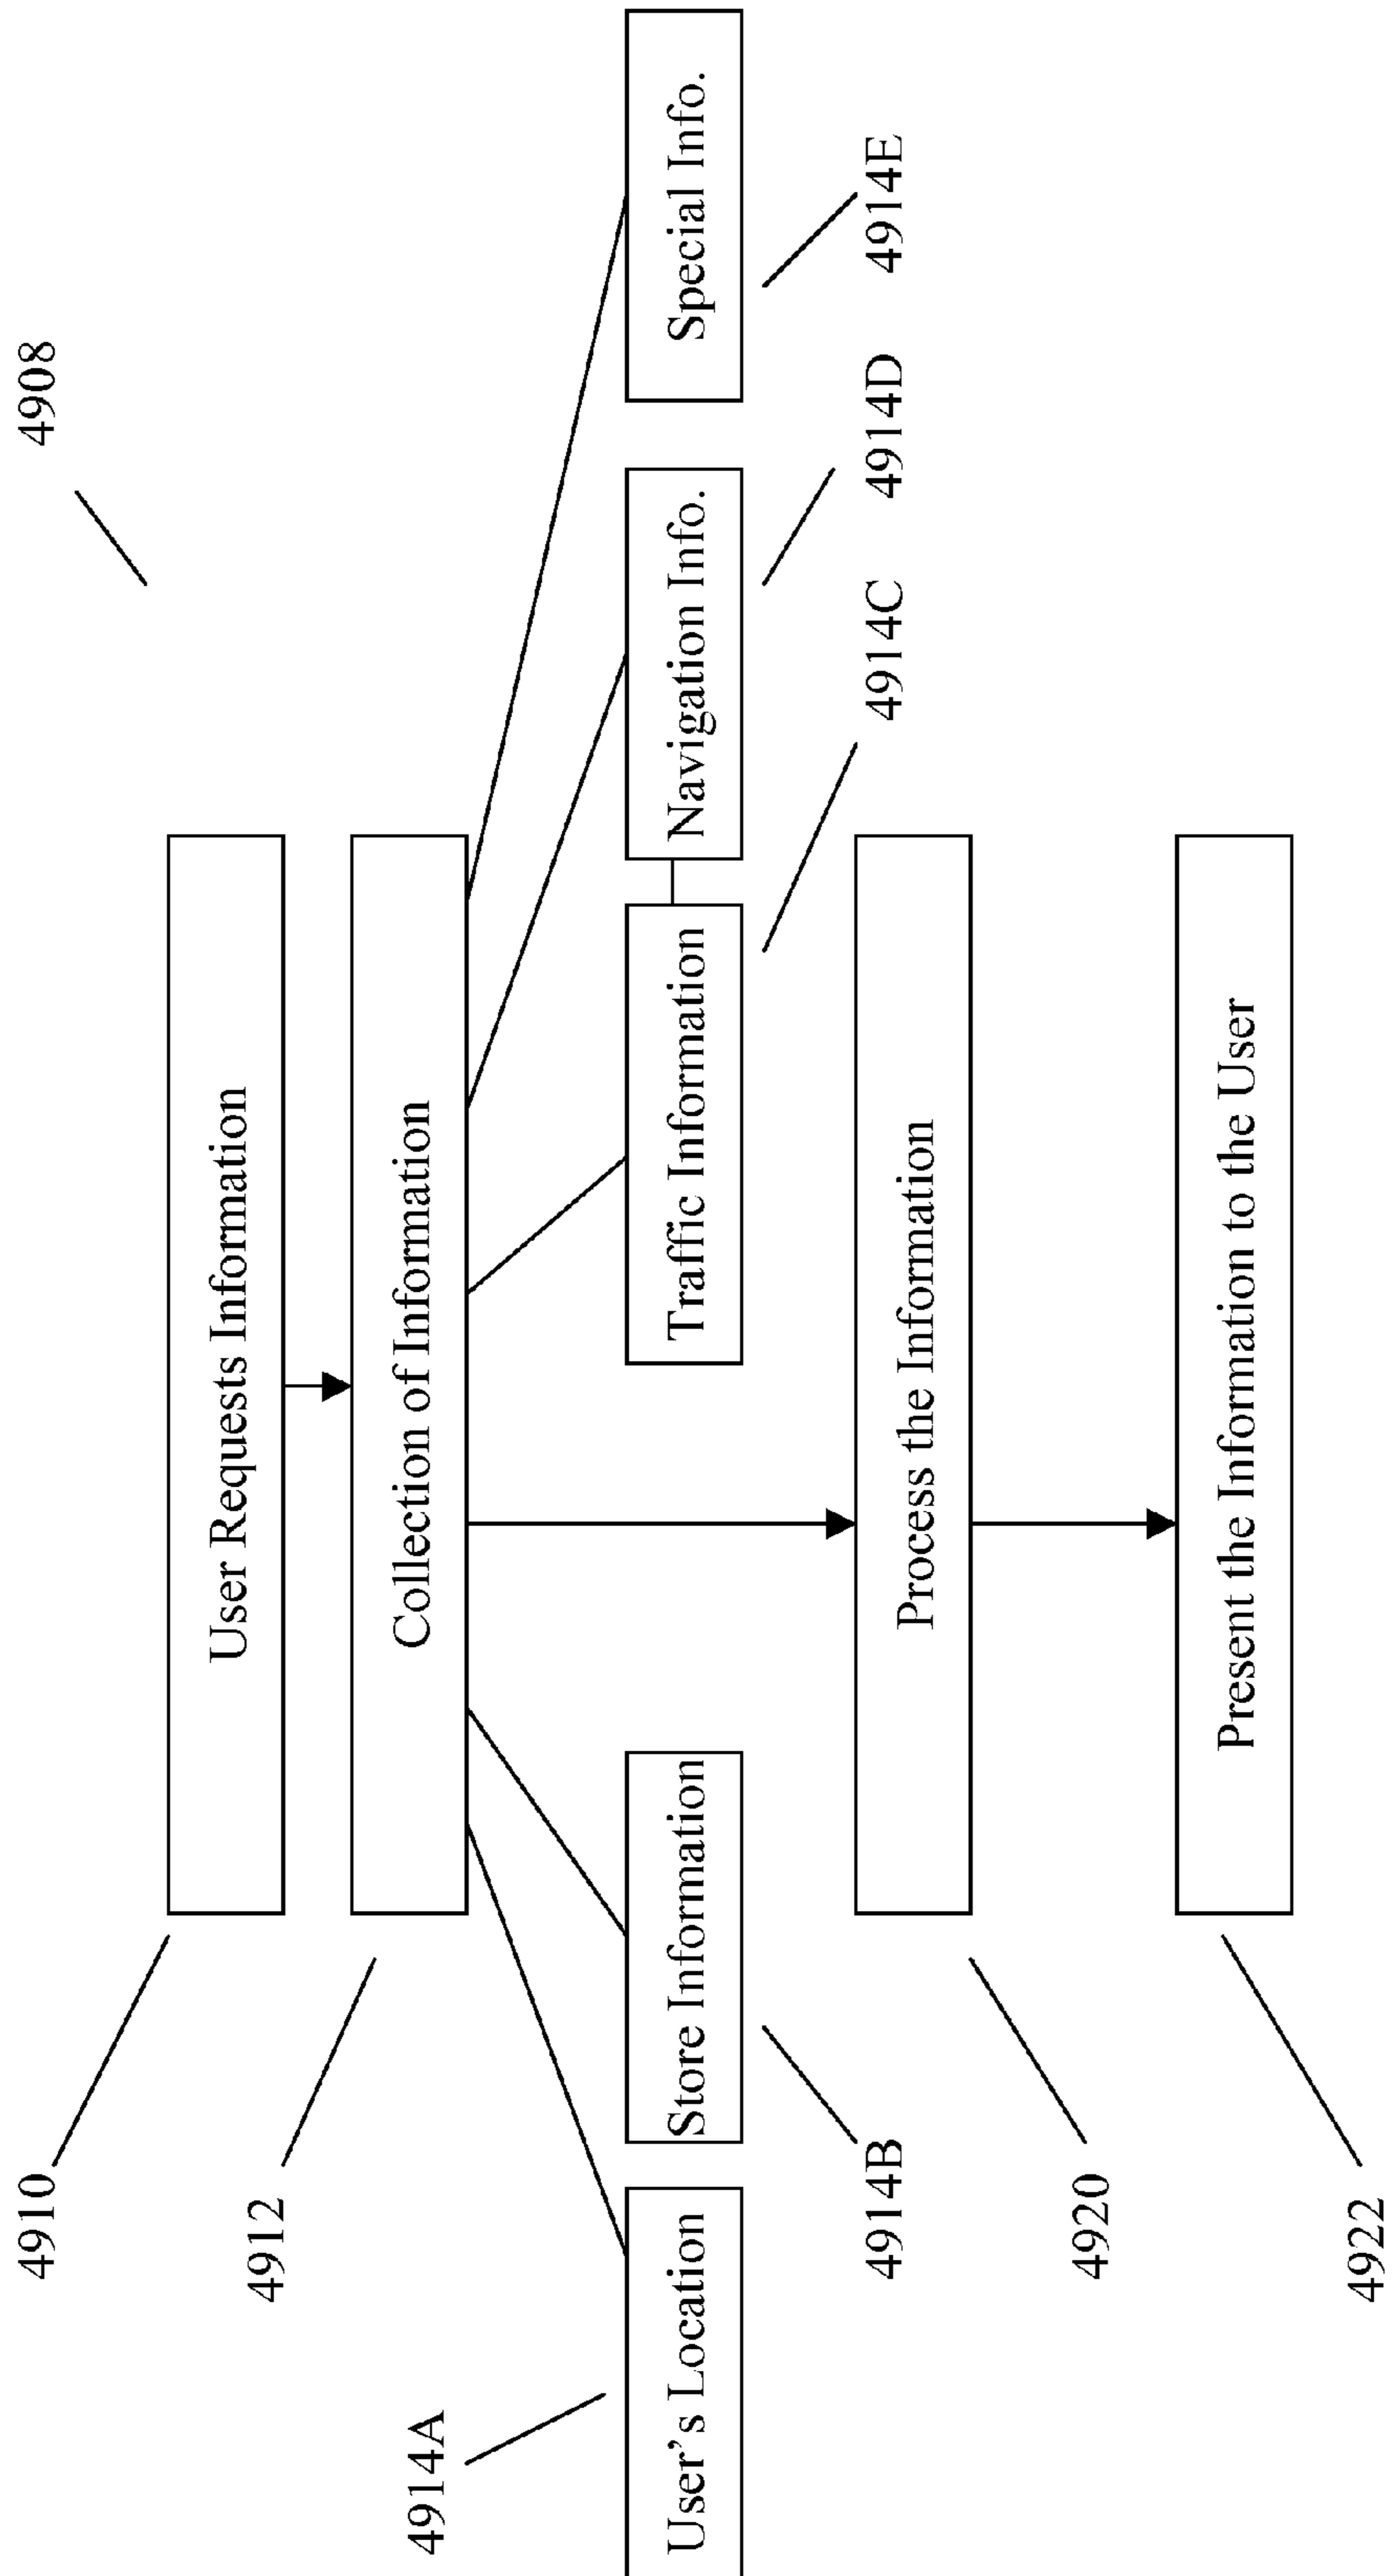 4908
4910
User Requests Information
4912
Collection of Information
4914A
User's Location
Store Information
Traffic Information
Navigation Info.
Special Info.
4914B
4914C
4914D
4914E
Process the Information
4920
Present the Information to the User
4922